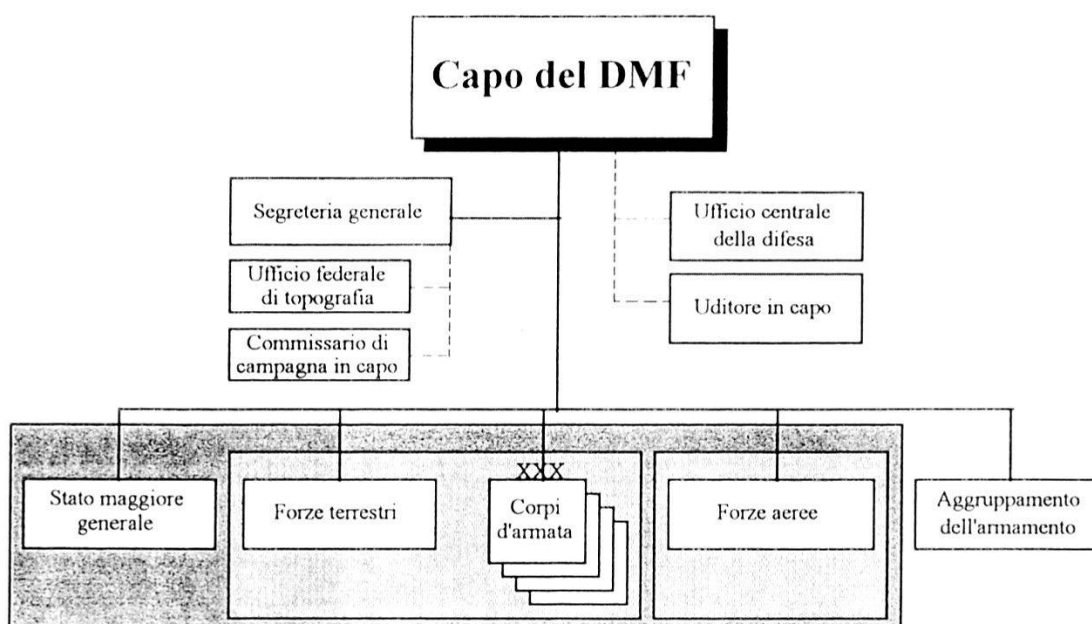 Capo del DMF
Segreteria generale
Ufficio federale
di topografia
Commissario di
campagna in capo
Ufficio centrale
della difesa
Uditore in capo
Stato maggiore
generale
Forze terrestri
XXX
Corpi
d'armata
Forze aeree
Aggruppamento
dell'armamento